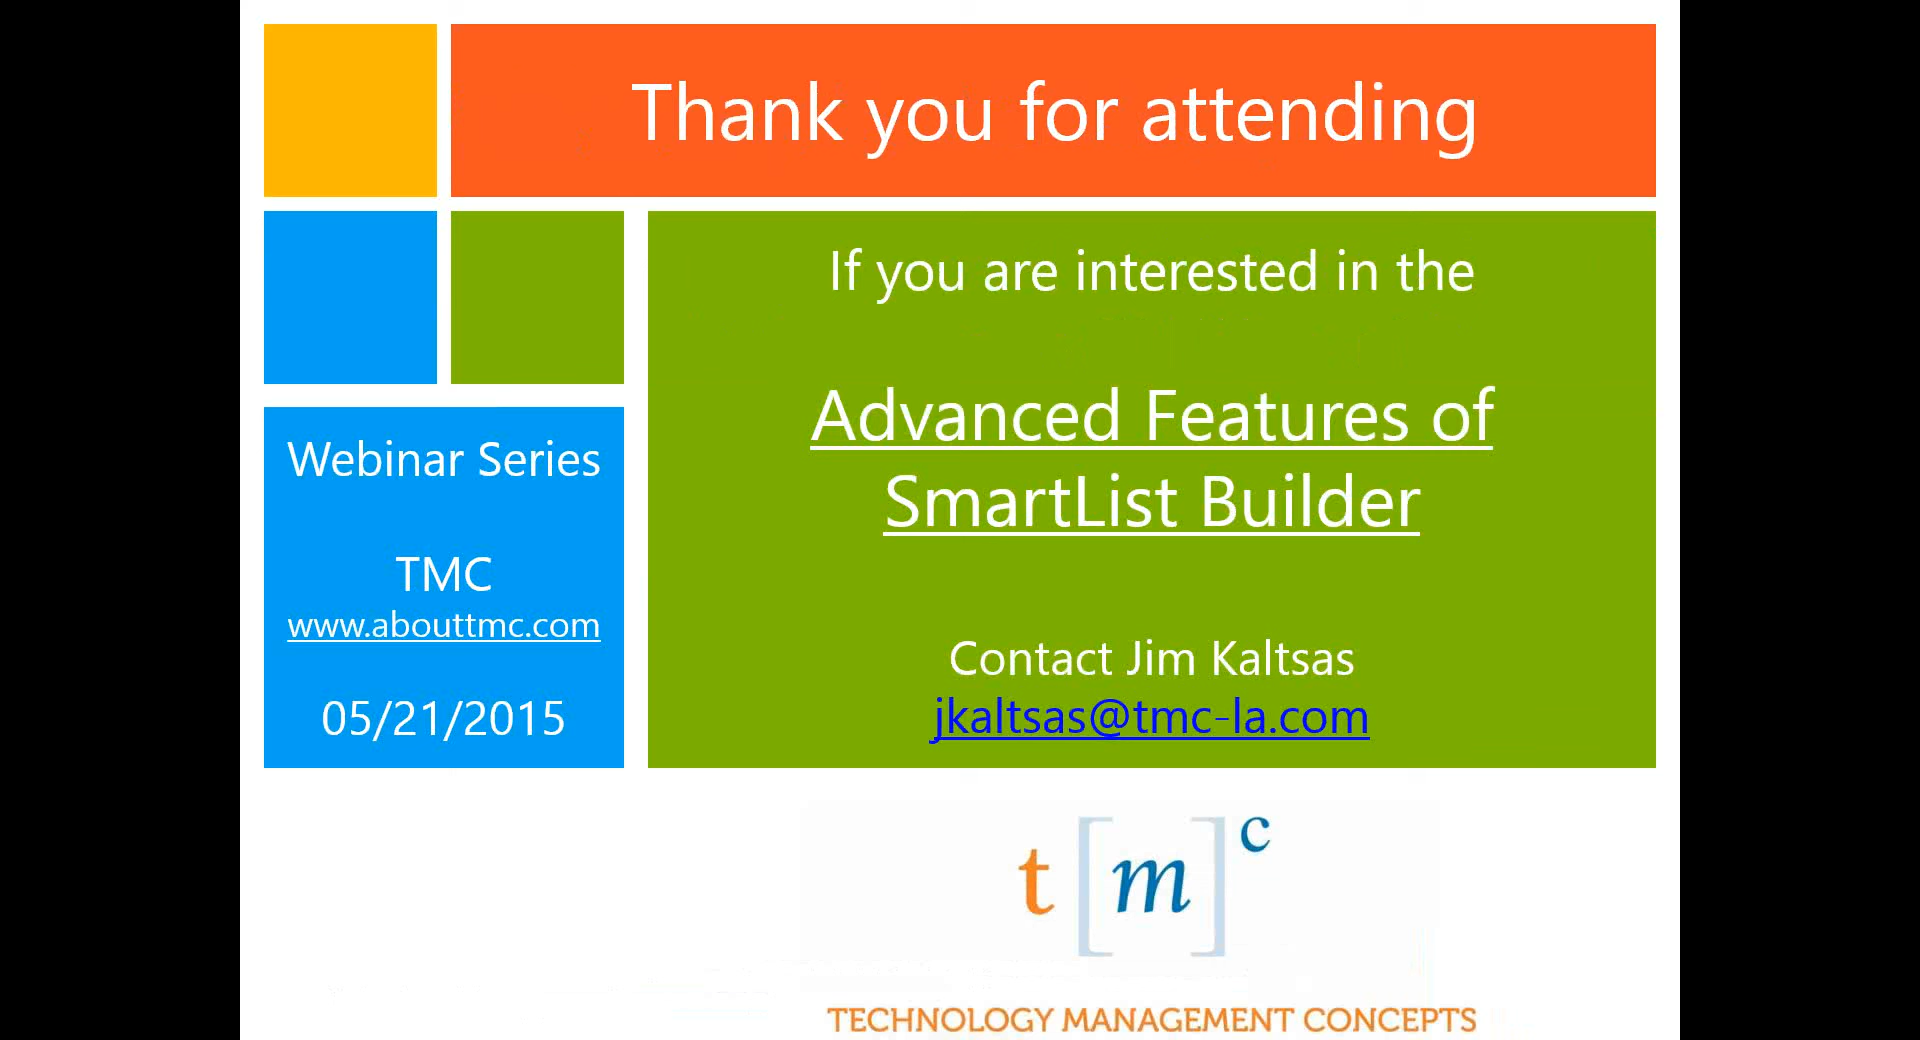 Thank you for attending
If you are interested in the
Advanced Features of
SmartList Builder
Contact Jim Kaltsas
jkaltsas@tmc-la.com
Webinar Series
TMC
www.abouttmc.com
05/21/2015
t[m]c
TECHNOLOGY MANAGEMENT CONCEPTS